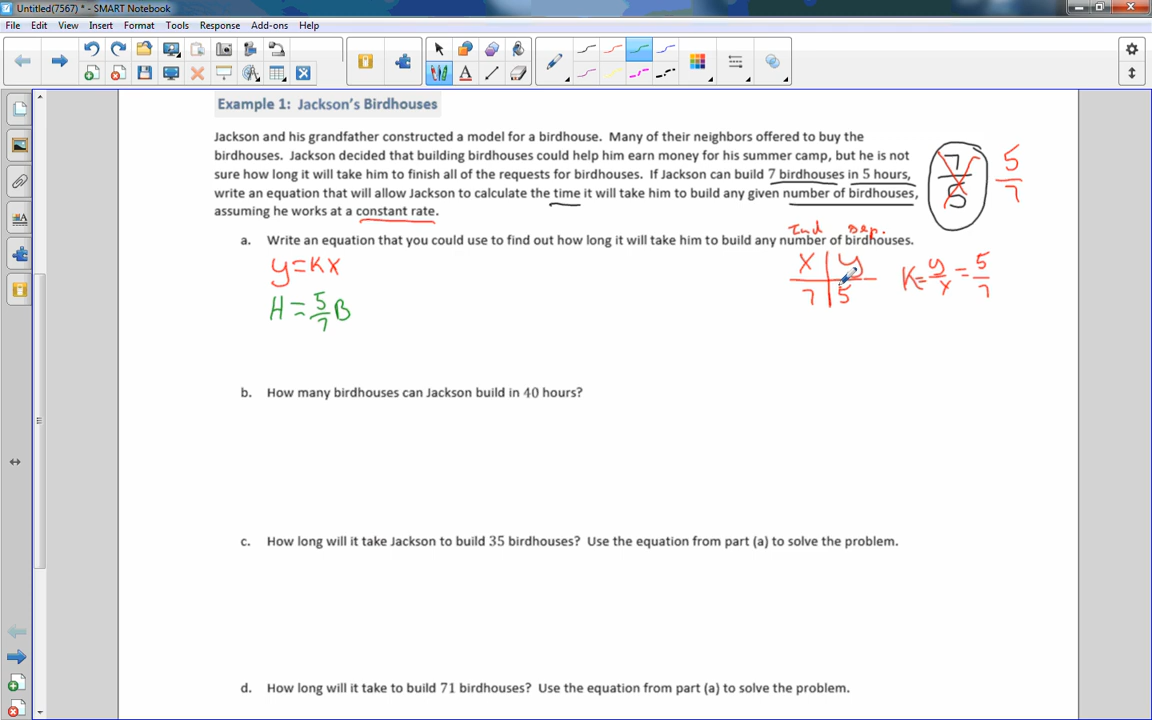 Untitled(7567) * - SMART Notebook
File Edit View Insert Format Tools Response Add-ons Help
Example 1: Jackson's Birdhouses
Jackson and his grandfather constructed a model for a birdhouse. Many of their neighbors offered to buy the
birdhouses. Jackson decided that building birdhouses could help him earn money for his summer camp, but he is not
sure how long it will take him to finish all of the requests for birdhouses. If Jackson can build 7 birdhouses in 5 hours,
write an equation that will allow Jackson to calculate the time it will take him to build any given number of birdhouses,
assuming he works at a constant rate.
7/5 5/7
a. Write an equation that you could use to find out how long it will take him to build any number of birdhouses.
Ind Dep.
y=Kx
x | y
7 | 5
K=y/x=5/7
H=5/7B
b. How many birdhouses can Jackson build in 40 hours?
c. How long will it take Jackson to build 35 birdhouses? Use the equation from part (a) to solve the problem.
d. How long will it take to build 71 birdhouses? Use the equation from part (a) to solve the problem.